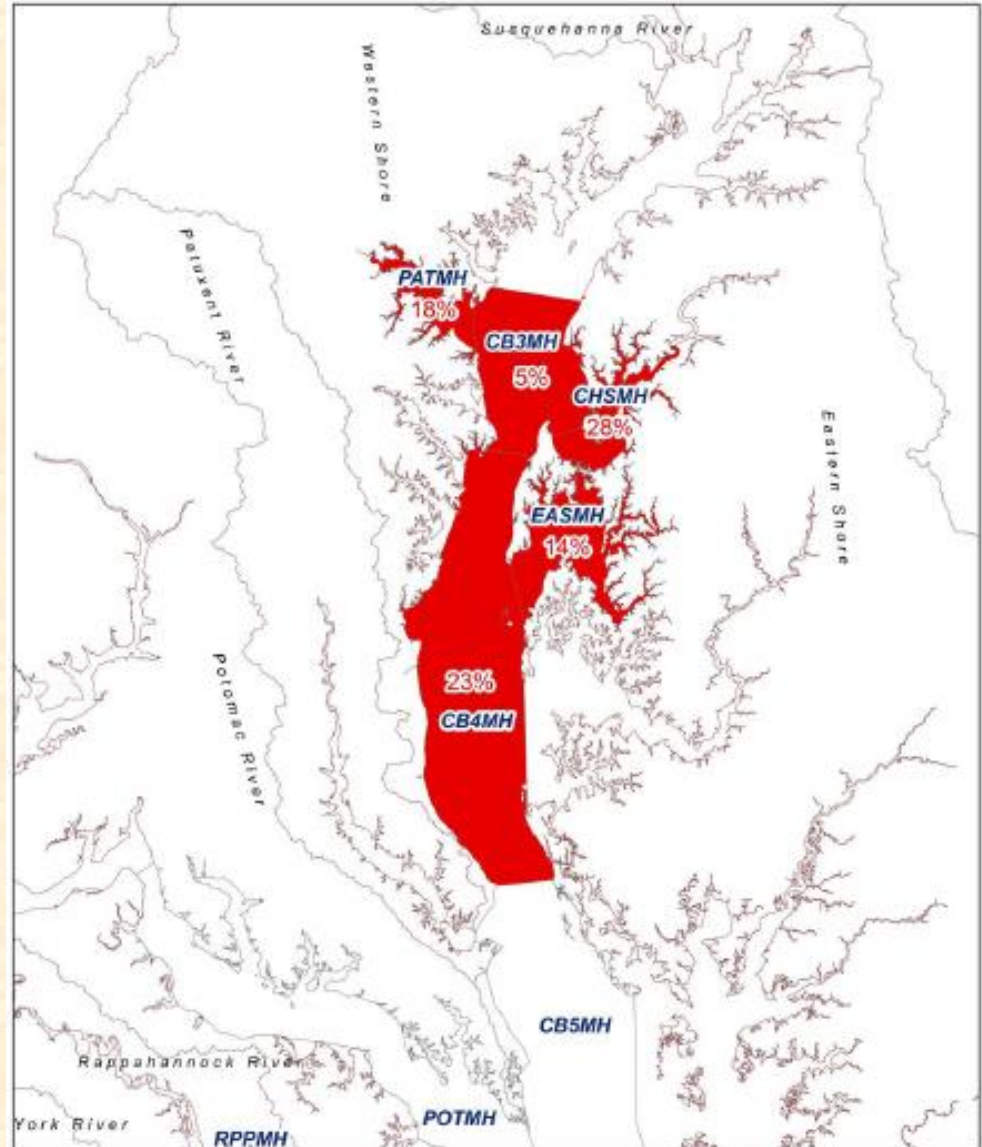 Susquehanna River
Western Shore
Patuxent River
PATMH
18%
CB3MH
5%
CHSMH
28%
Eastern Shore
EASMH
14%
Potomac River
23%
CB4MH
CB5MH
Rappahannock River
POTMH
York River
RPPMH